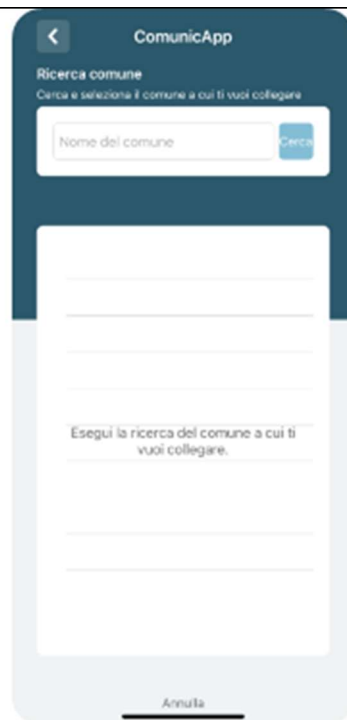 ComunicApp
Ricerca comune
Cerca e seleziona il comune a cui ti vuoi collegare
Nome del comune
Cerca
Esegui la ricerca del comune a cui ti
vuoi collegare.
Annulla